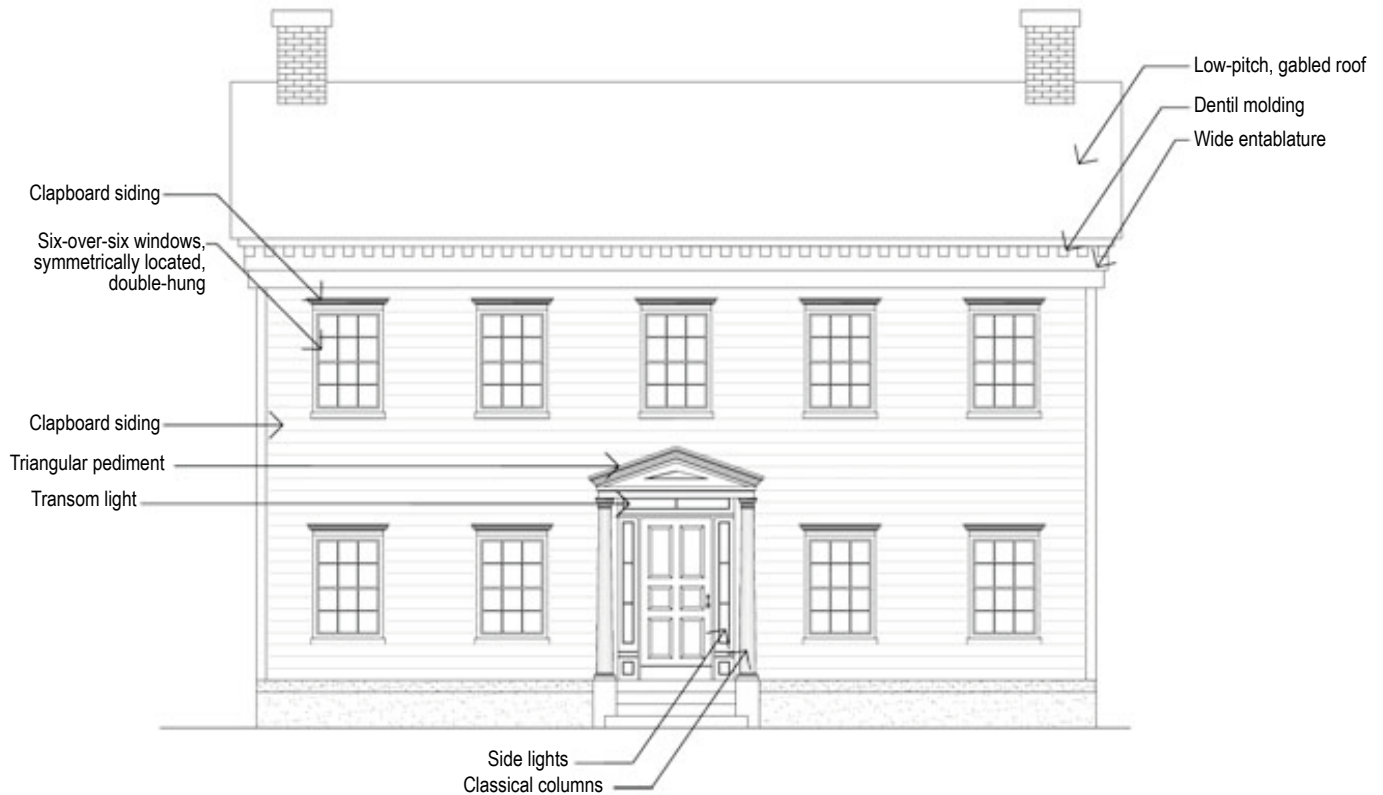 Low-pitch, gabled roof
Dentil molding
Wide entablature
Clapboard siding
Six-over-six windows,
symmetrically located,
double-hung
Clapboard siding
Triangular pediment
Transom light
Side lights
Classical columns